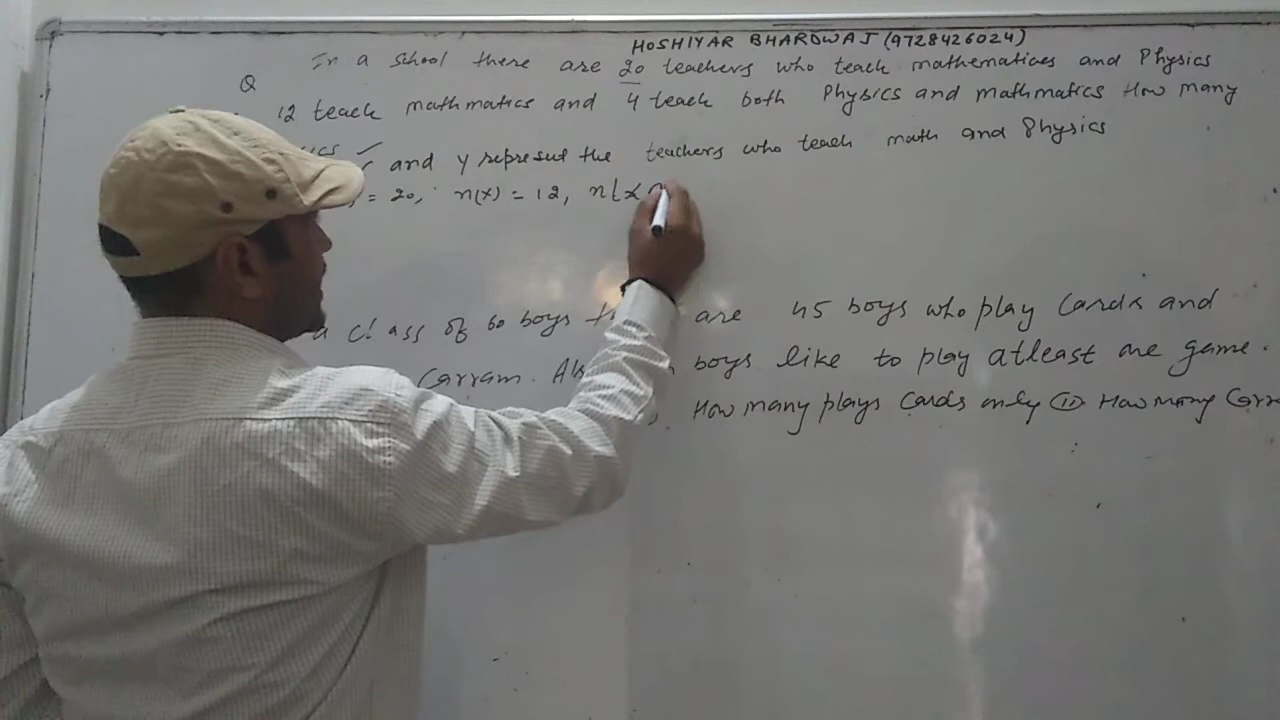 HOSHIYAR BHARDWAJ (9728426024)
Q In a school there are 20 teachers who teach mathematices and Physics
12 teach mathmatics and 4 teach both Physics and mathmatics How many
and y represent the teachers who teach math and Physics
= 20, n(x) = 12, n(x
a class of 60 boys are 45 boys who play Cards and
Carram. boys like to play atleast one game.
How many plays Cards only (ii) How many